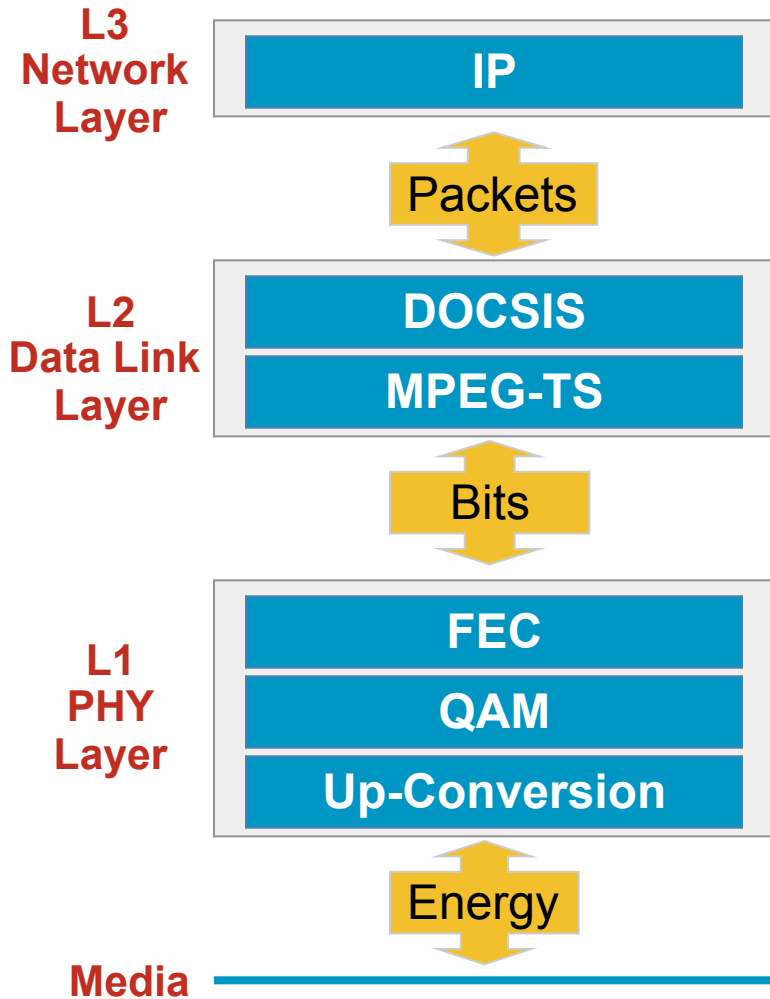 L3
Network
Layer
IP
Packets
L2
Data Link
Layer
DOCSIS
MPEG-TS
Bits
L1
PHY
Layer
FEC
QAM
Up-Conversion
Energy
Media